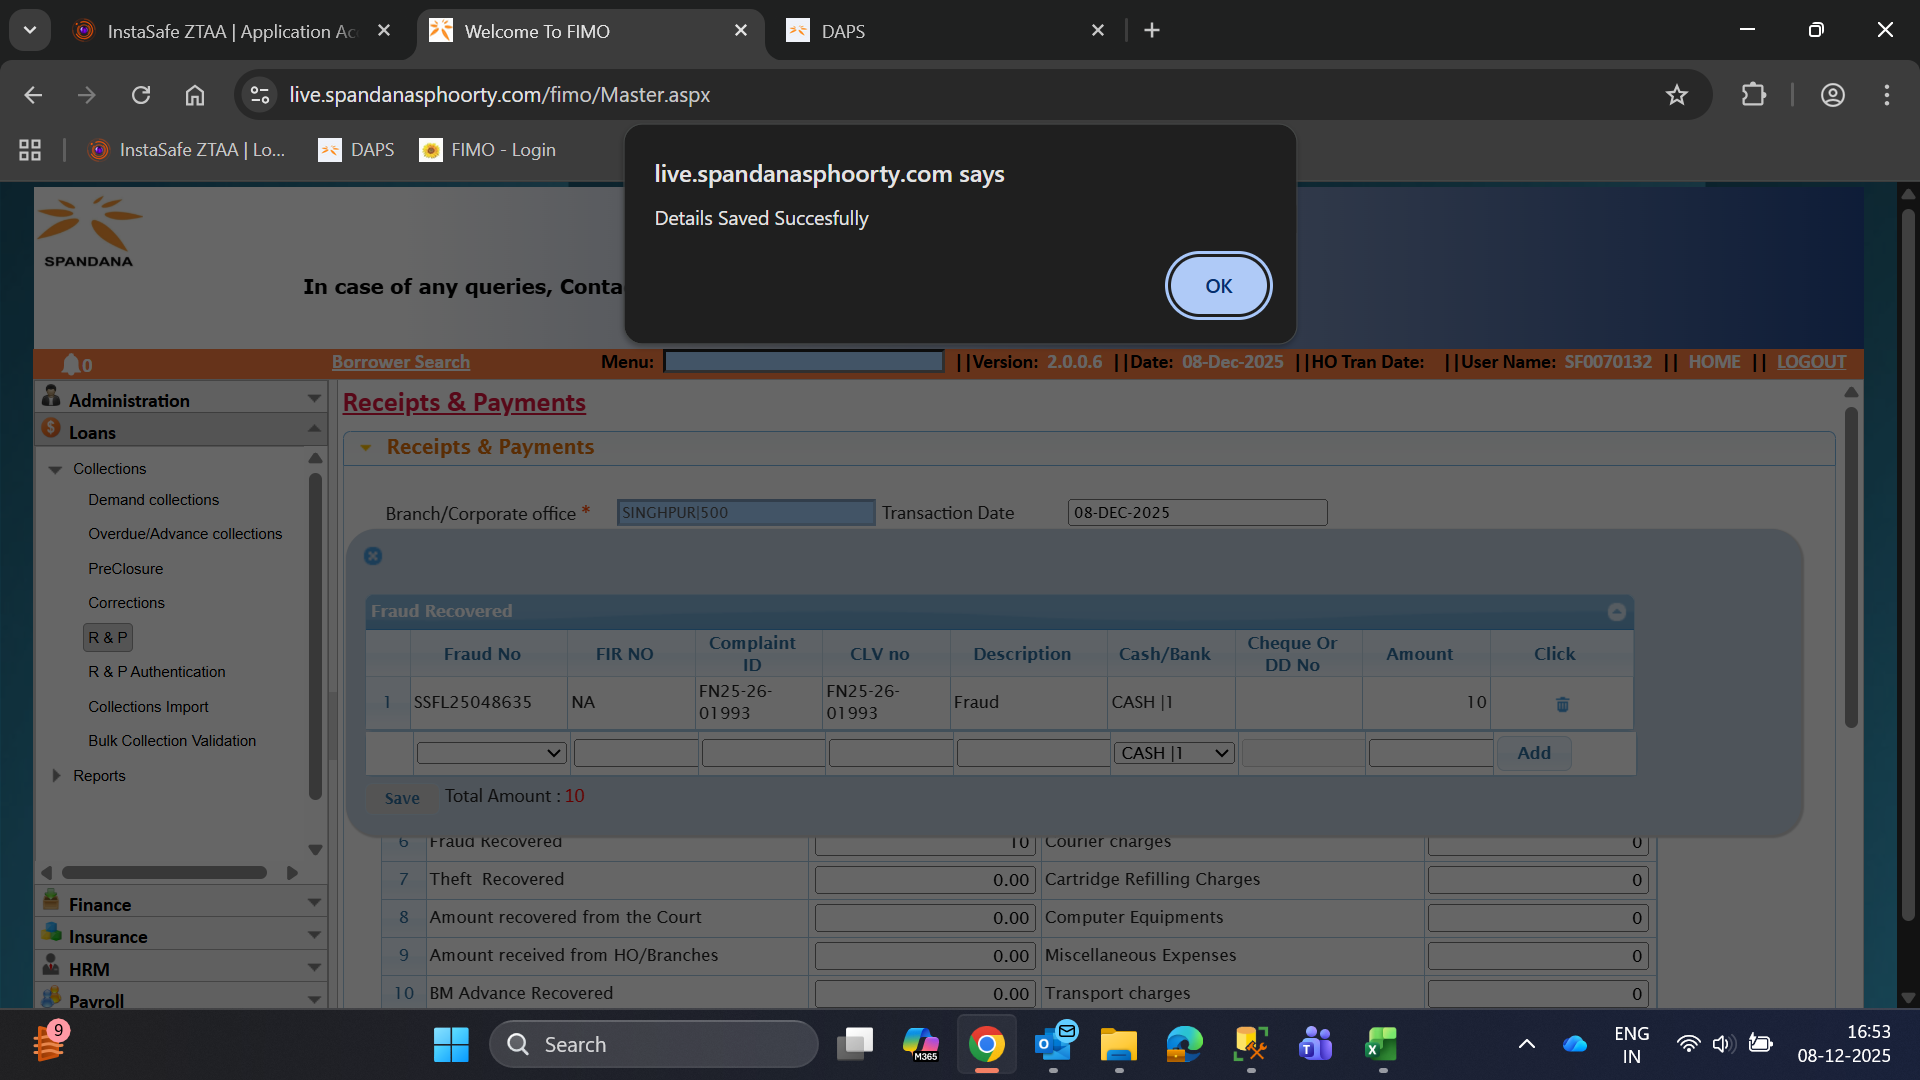 InstaSafe ZTAA | Application Ac
Welcome To FIMO
DAPS
live.spandanasphoorty.com/fimo/Master.aspx
InstaSafe ZTAA | Lo...
DAPS
FIMO - Login
live.spandanasphoorty.com says
Details Saved Succesfully
OK
SPANDANA
In case of any queries, Conta
0
Borrower Search
Menu:
||Version: 2.0.0.6 ||Date: 08-Dec-2025 ||HO Tran Date: ||User Name: SF0070132 || HOME || LOGOUT
Administration
Loans
Collections
Demand collections
Overdue/Advance collections
PreClosure
Corrections
R & P
R & P Authentication
Collections Import
Bulk Collection Validation
Reports
Finance
Insurance
HRM
Payroll
Receipts & Payments
Receipts & Payments
Branch/Corporate office * SINGHPUR|500 Transaction Date 08-DEC-2025
Fraud Recovered
Fraud No FIR NO Complaint ID CLV no Description Cash/Bank Cheque Or DD No Amount Click
1 SSFL25048635 NA FN25-26-01993 FN25-26-01993 Fraud CASH |1 10
CASH |1 Add
Save Total Amount : 10
6 Fraud Recovered 10 Courier charges 0
7 Theft Recovered 0.00 Cartridge Refilling Charges 0
8 Amount recovered from the Court 0.00 Computer Equipments 0
9 Amount received from HO/Branches 0.00 Miscellaneous Expenses 0
10 BM Advance Recovered 0.00 Transport charges 0
9
Search
M365
ENG
IN
16:53
08-12-2025